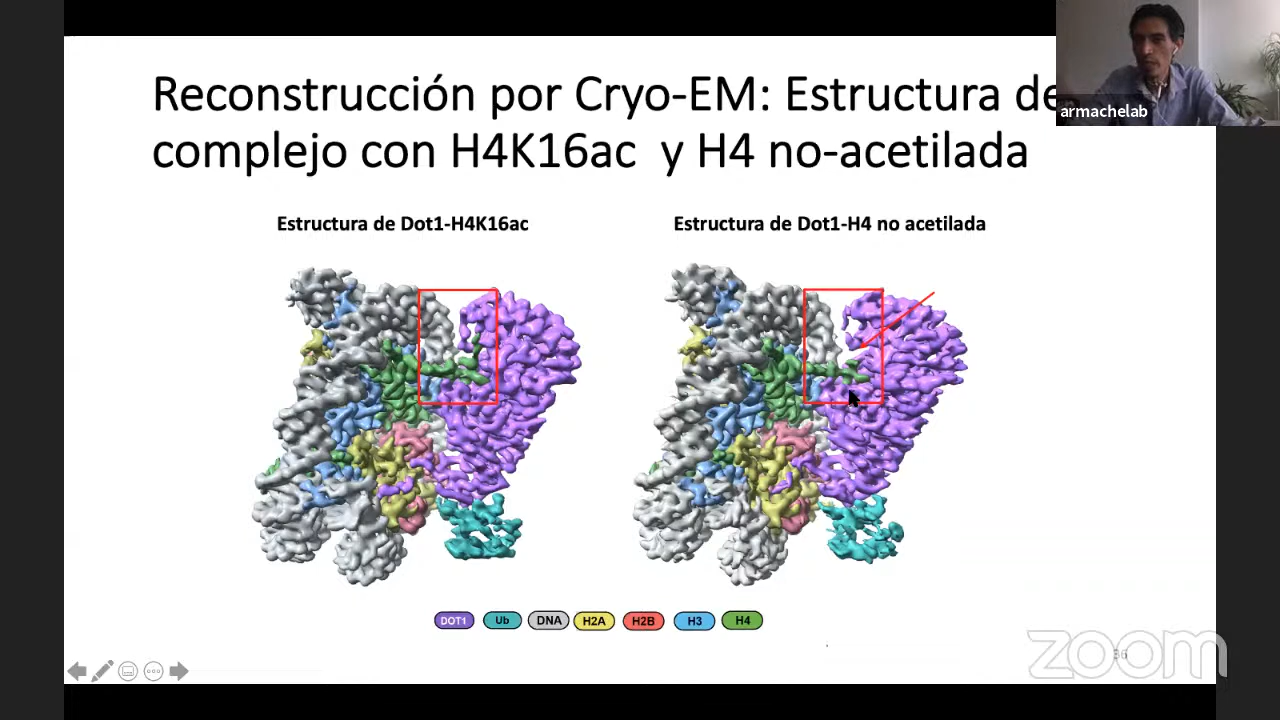 Reconstrucción por Cryo-EM: Estructura de
complejo con H4K16ac y H4 no-acetilada
armachelab
Estructura de Dot1-H4K16ac
Estructura de Dot1-H4 no acetilada
DOT1 Ub DNA H2A H2B H3 H4
zoom
36